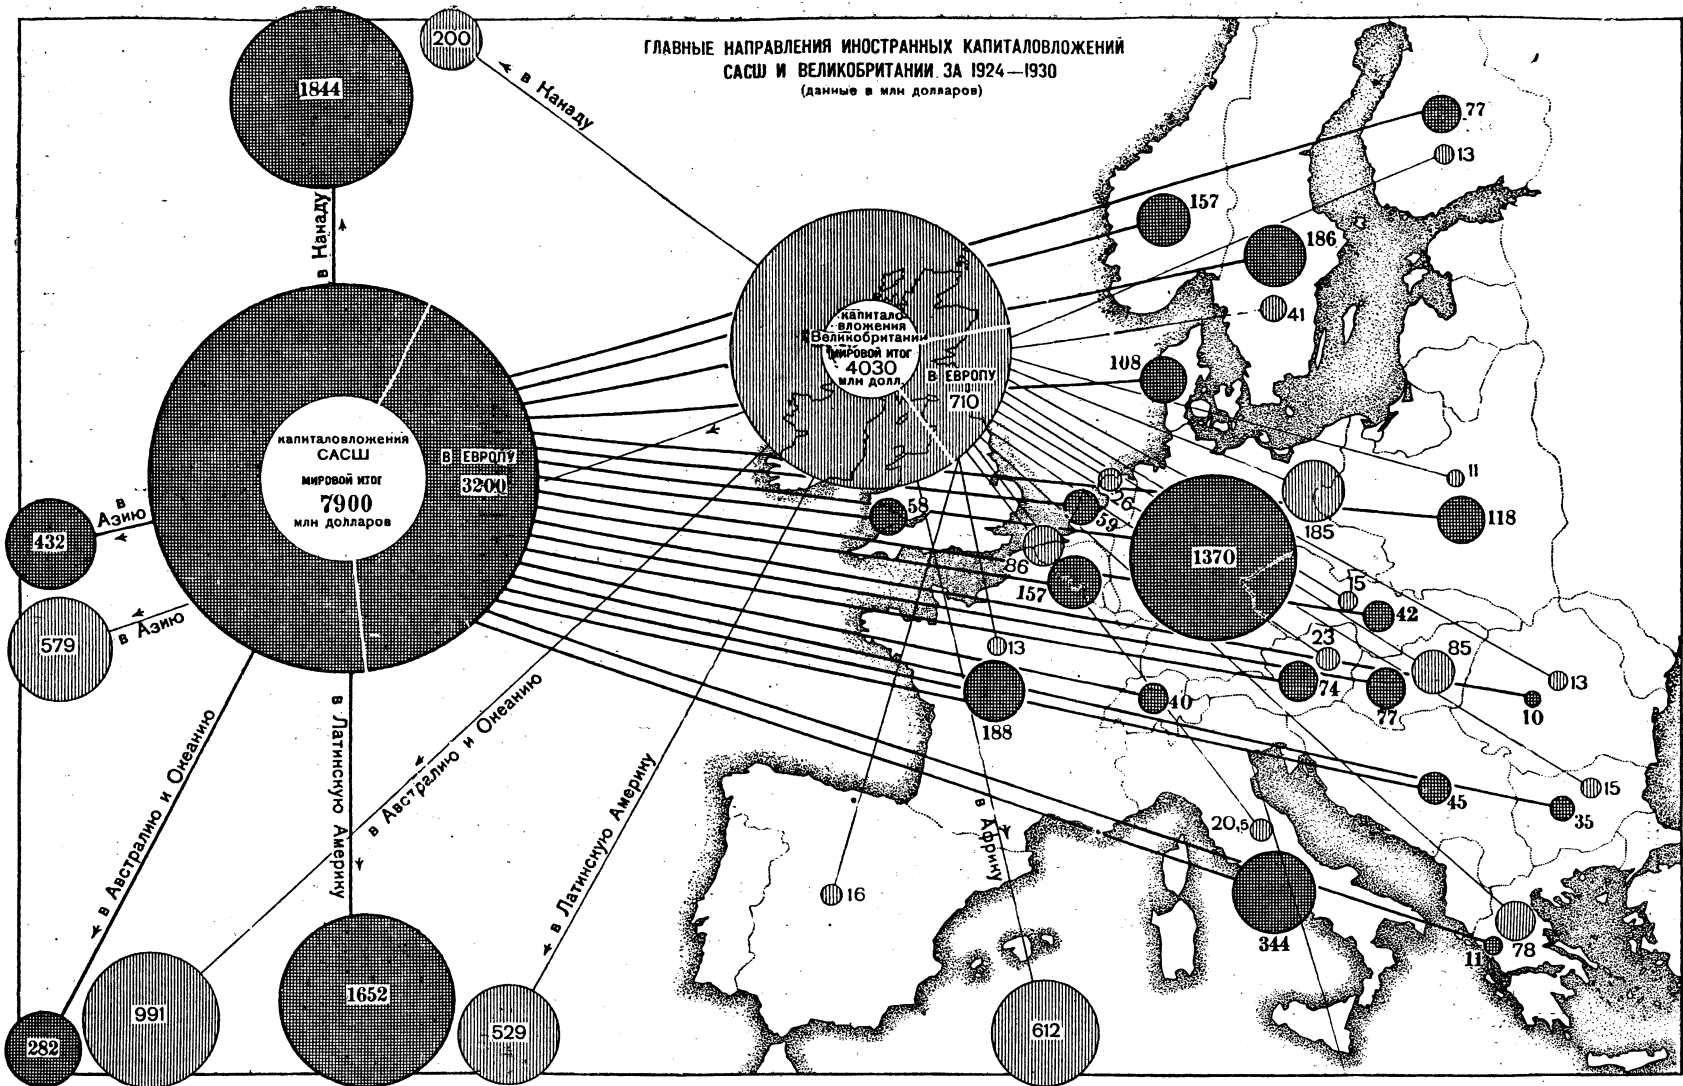 ГЛАВНЫЕ НАПРАВЛЕНИЯ ИНОСТРАННЫХ КАПИТАЛОВЛОЖЕНИЙ
САСШ И ВЕЛИКОБРИТАНИИ ЗА 1924—1930
(данные в млн долларов)
1844
200
в Канаду
в Канаду
77
13
157
186
41
108
капитало-
вложения
Великобритании
МИРОВОЙ ИТОГ
4030
млн долл.
В ЕВРОПУ
710
капиталовложения
САСШ
МИРОВОЙ ИТОГ
7900
млн долларов
В ЕВРОПУ
3200
11
118
185
26
59
58
1370
86
157
5
42
23
85
13
74
77
10
13
188
40
45
35
15
20,5
16
344
11
78
в
Азию
432
579
в Азию
в Австралию и Океанию
в Латинскую Америку
в Австралию и Океанию
в Латинскую Америку
в Африку
282
991
1652
529
612